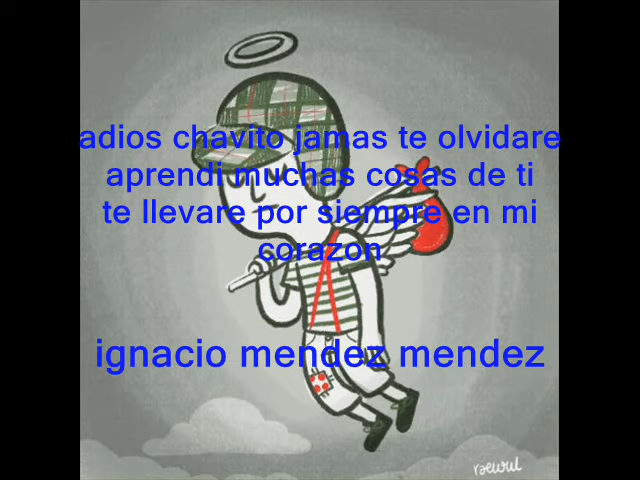 adios chavito jamas te olvidare
aprendi muchas cosas de ti
te llevare por siempre en mi
corazon
ignacio mendez mendez
raewul